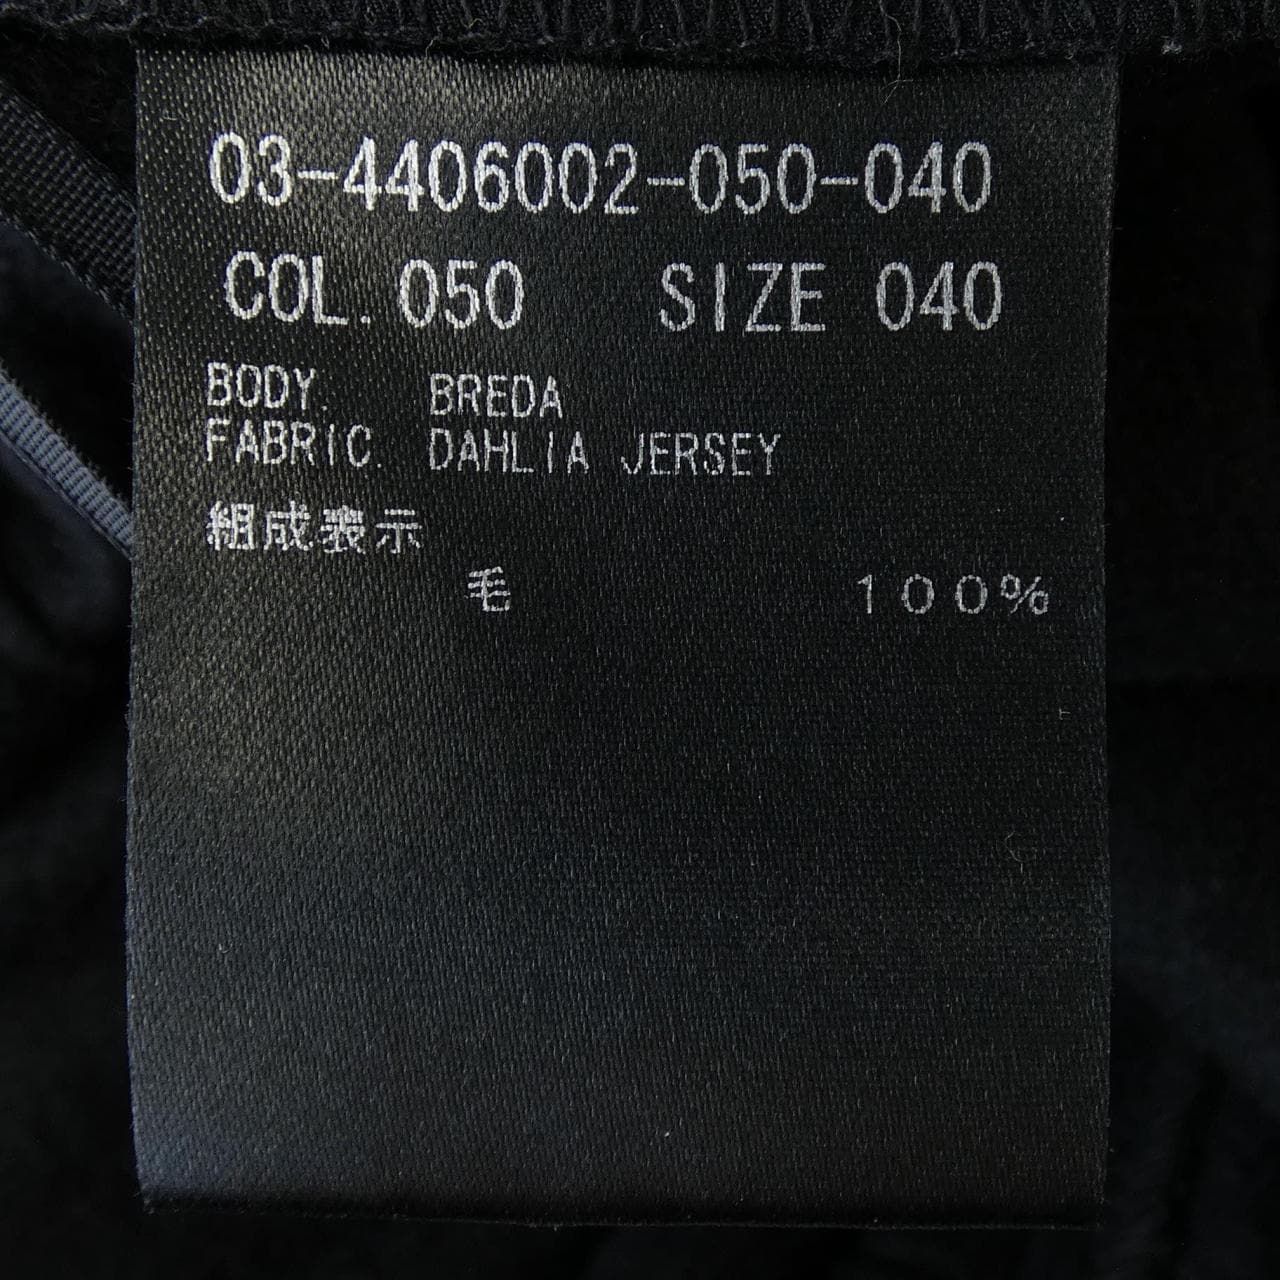 03-4406002-050-040
COL. 050 SIZE 040
BODY. BREDA
FABRIC. DAHLIA JERSEY
組成表示
毛 100%